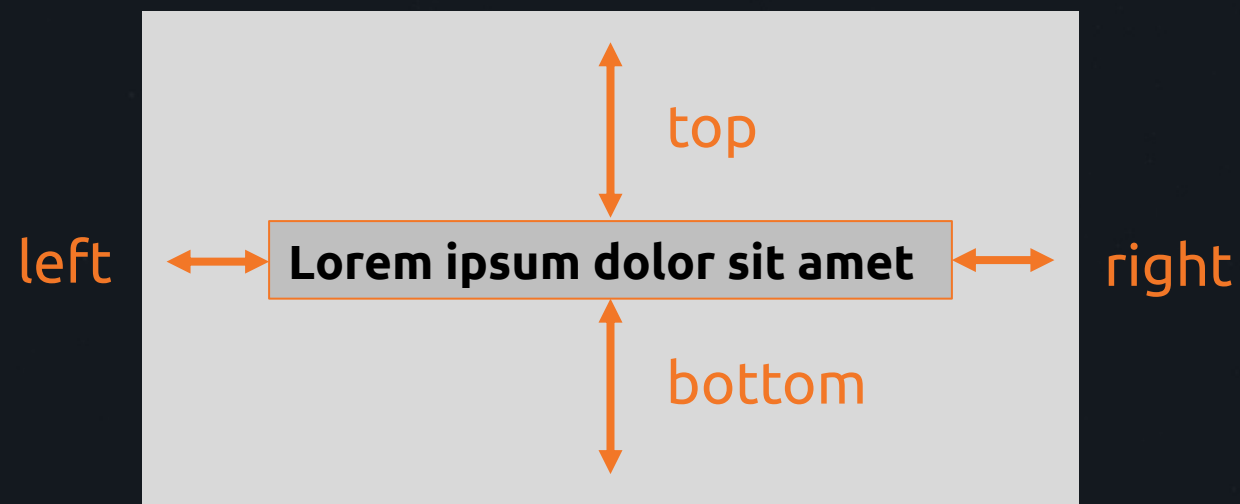 top
left
Lorem ipsum dolor sit amet
right
bottom